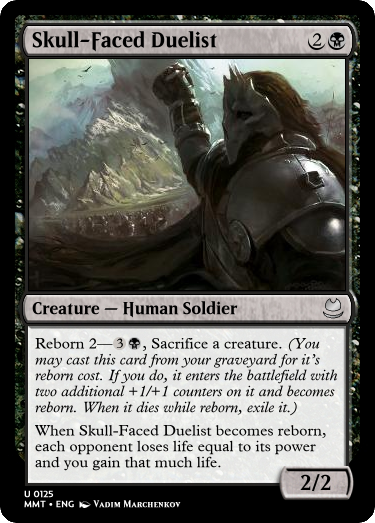 Skull-Faced Duelist 2
Creature — Human Soldier
Reborn 2—3, Sacrifice a creature. (You
may cast this card from your graveyard for it's
reborn cost. If you do, it enters the battlefield with
two additional +1/+1 counters on it and becomes
reborn. When it dies while reborn, exile it.)
When Skull-Faced Duelist becomes reborn,
each opponent loses life equal to its power
and you gain that much life.
2/2
U 0125
MMT • ENG Vadim Marchenkov